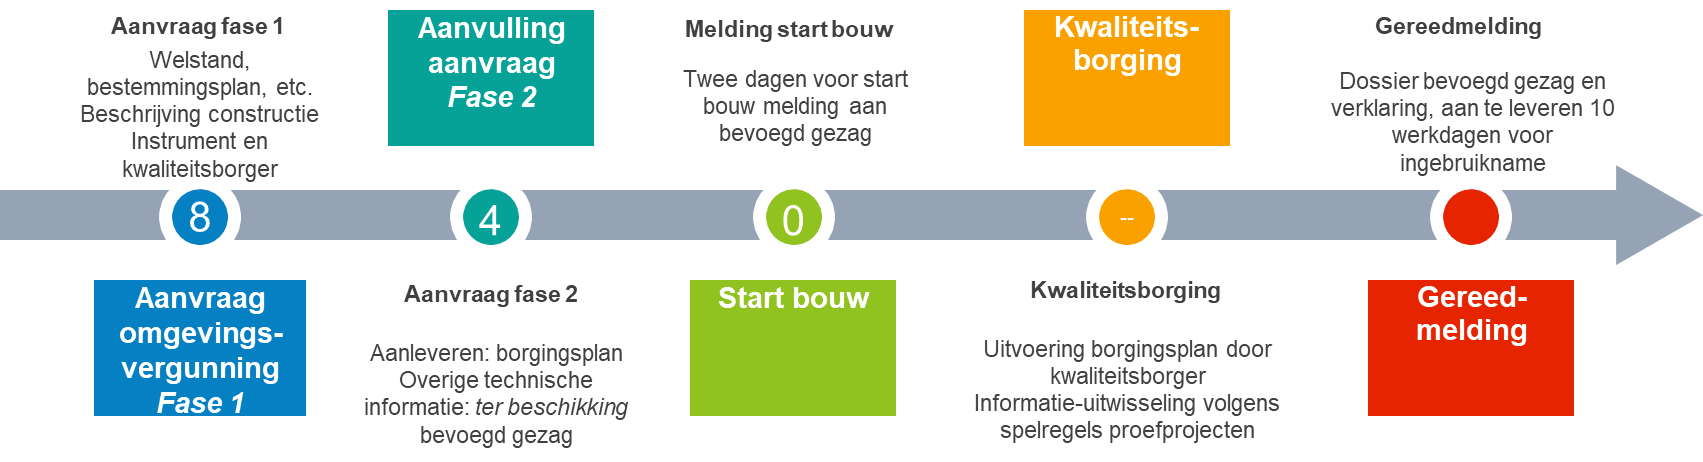 Aanvraag fase 1
Welstand,
bestemmingsplan, etc.
Beschrijving constructie
Instrument en
kwaliteitsborger
8
Aanvraag
omgevings-
vergunning
Fase 1
Aanvulling
aanvraag
Fase 2
4
Aanvraag fase 2
Aanleveren: borgingsplan
Overige technische
informatie: ter beschikking
bevoegd gezag
Melding start bouw
Twee dagen voor start
bouw melding aan
bevoegd gezag
0
Start bouw
Kwaliteits-
borging
--
Kwaliteitsborging
Uitvoering borgingsplan door
kwaliteitsborger
Informatie-uitwisseling volgens
spelregels proefprojecten
Gereedmelding
Dossier bevoegd gezag en
verklaring, aan te leveren 10
werkdagen voor
ingebruikname
Gereed-
melding